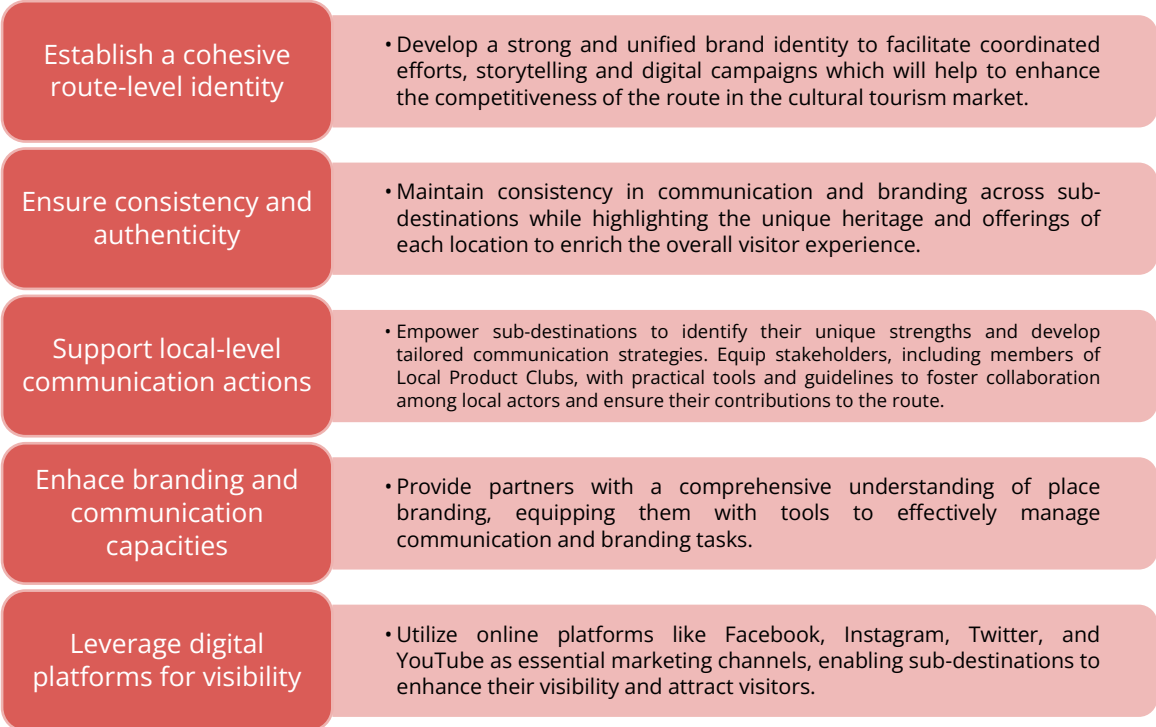 Establish a cohesive
route-level identity
• Develop a strong and unified brand identity to facilitate coordinated
efforts, storytelling and digital campaigns which will help to enhance
the competitiveness of the route in the cultural tourism market.
Ensure consistency and
authenticity
• Maintain consistency in communication and branding across sub-
destinations while highlighting the unique heritage and offerings of
each location to enrich the overall visitor experience.
Support local-level
communication actions
• Empower sub-destinations to identify their unique strengths and develop
tailored communication strategies. Equip stakeholders, including members of
Local Product Clubs, with practical tools and guidelines to foster collaboration
among local actors and ensure their contributions to the route.
Enhace branding and
communication
capacities
• Provide partners with a comprehensive understanding of place
branding, equipping them with tools to effectively manage
communication and branding tasks.
Leverage digital
platforms for visibility
• Utilize online platforms like Facebook, Instagram, Twitter, and
YouTube as essential marketing channels, enabling sub-destinations to
enhance their visibility and attract visitors.